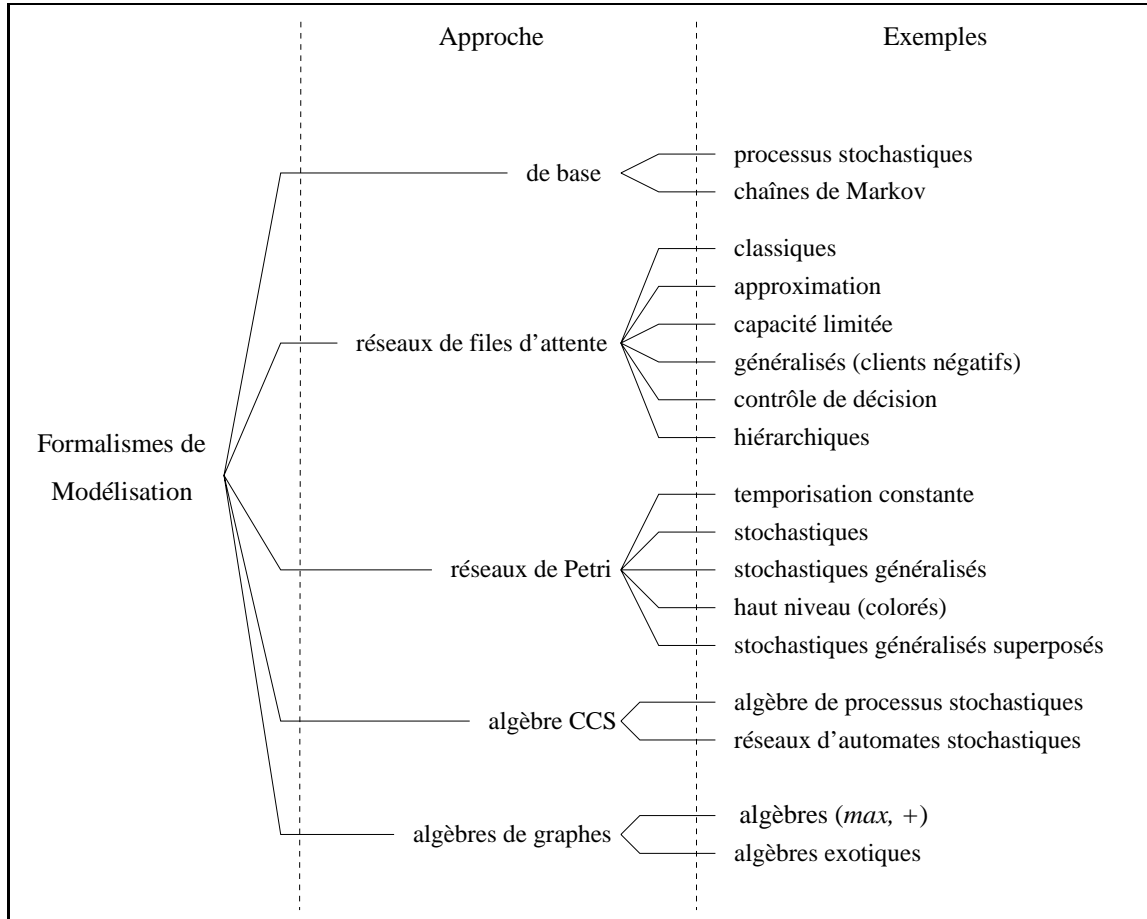 Approche
Exemples
de base
processus stochastiques
chaînes de Markov
réseaux de files d'attente
classiques
approximation
capacité limitée
généralisés (clients négatifs)
contrôle de décision
hiérarchiques
Formalismes de
Modélisation
réseaux de Petri
temporisation constante
stochastiques
stochastiques généralisés
haut niveau (colorés)
stochastiques généralisés superposés
algèbre CCS
algèbre de processus stochastiques
réseaux d'automates stochastiques
algèbres de graphes
algèbres (max, +)
algèbres exotiques